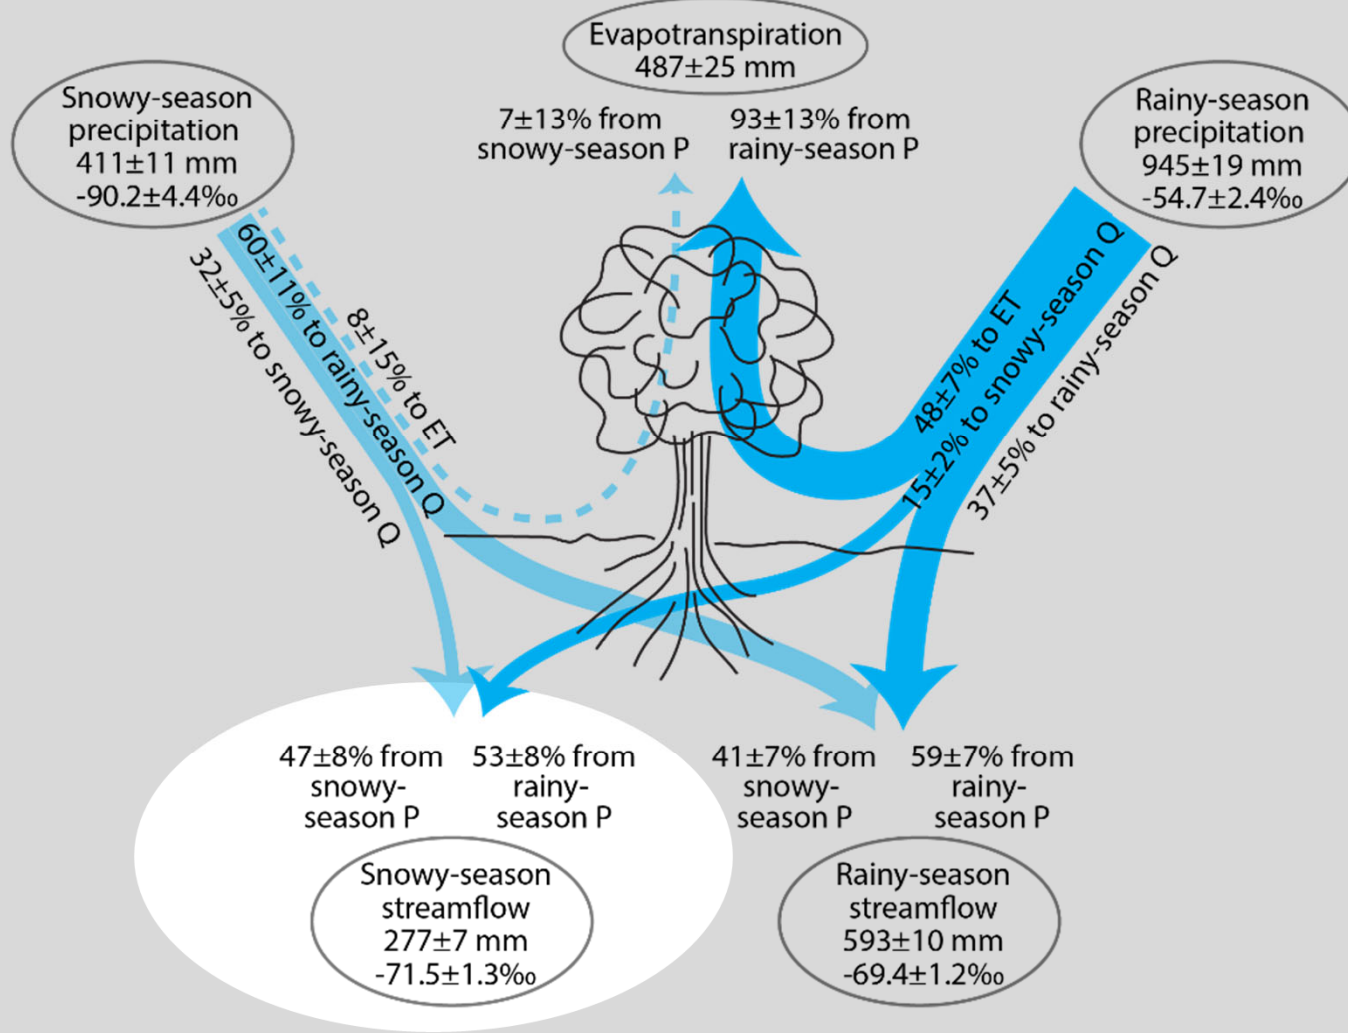 Evapotranspiration
487±25 mm
Snowy-season
precipitation
411±11 mm
-90.2±4.4‰
Rainy-season
precipitation
945±19 mm
-54.7±2.4‰
7±13% from
snowy-season P
93±13% from
rainy-season P
32±5% to snowy-season Q
60±11% to rainy-season Q
8±15% to ET
48±7% to ET
15±2% to snowy-season Q
37±5% to rainy-season Q
47±8% from
snowy-
season P
53±8% from
rainy-
season P
41±7% from
snowy-
season P
59±7% from
rainy-
season P
Snowy-season
streamflow
277±7 mm
-71.5±1.3‰
Rainy-season
streamflow
593±10 mm
-69.4±1.2‰